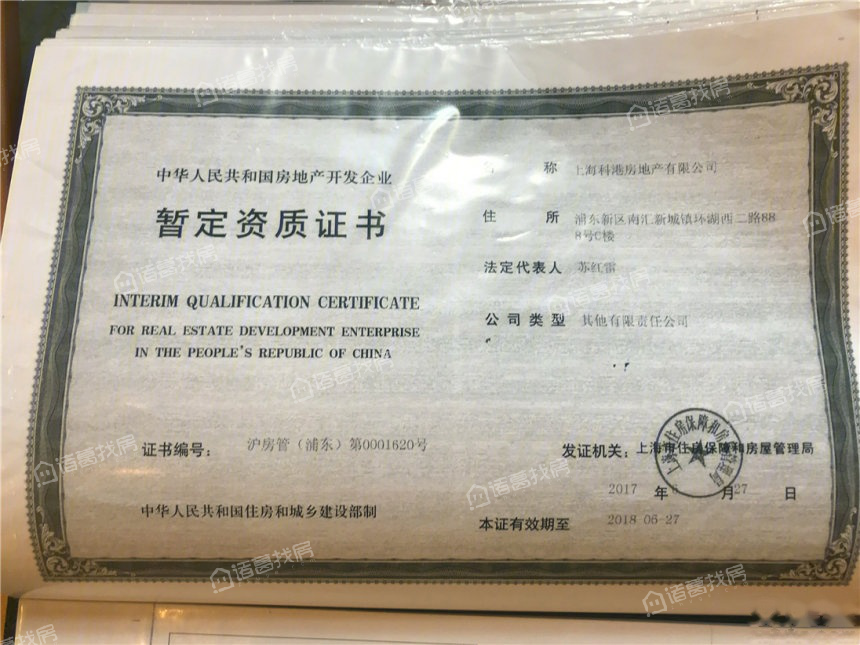 中华人民共和国房地产开发企业
暂定资质证书
INTERIM QUALIFICATION CERTIFICATE
FOR REAL ESTATE DEVELOPMENT ENTERPRISE
IN THE PEOPLE'S REPUBLIC OF CHINA
证书编号: 沪房管(浦东)第0001620号
中华人民共和国住房和城乡建设部制
称 上海科港房地产有限公司
住 所 浦东新区南汇新城镇环湖西二路88
8号C楼
法定代表人 苏红雷
公司类型 其他有限责任公司
发证机关: 上海市住房保障和房屋管理局
2017 年 6 月 27 日
本证有效期至 2018-06-27
诸葛找房